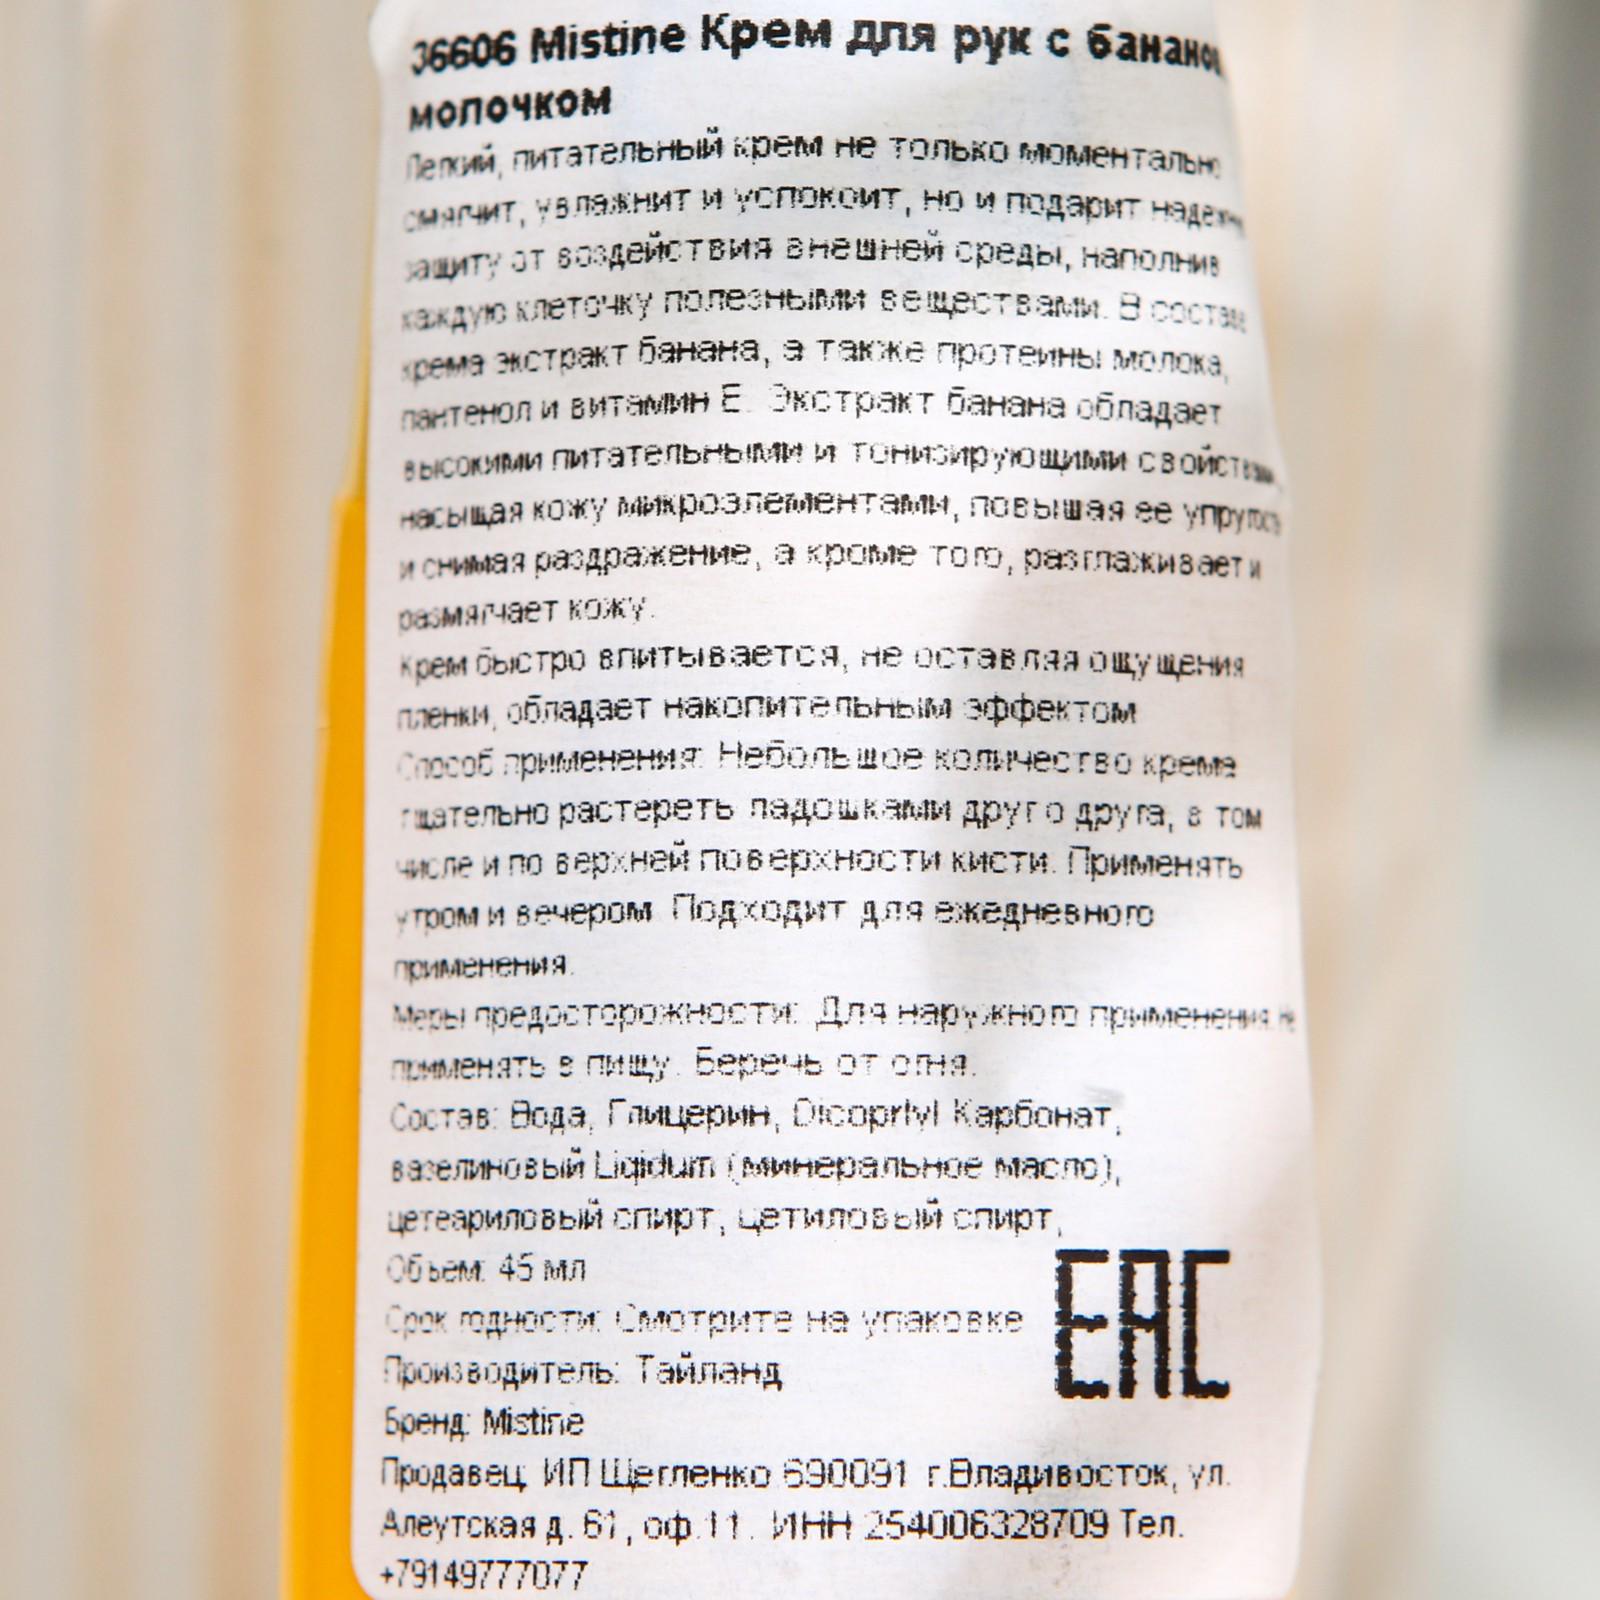 36606 Mistine Крем для рук с банано
молочком
Легкий, питательный крем не только моментально
смягчит, увлажнит и успокоит, но и подарит надежн
защиту от воздействия внешней среды, наполнив
каждую клеточку полезными веществами. В составе
крема экстракт банана, а также протеины молока,
пантенол и витамин Е. Экстракт банана обладает
высокими питательными и тонизирующими свойствами,
насыщая кожу микроэлементами, повышая ее упругость
и снимая раздражение, а кроме того, разглаживает и
размягчает кожу.
Крем быстро впитывается, не оставляя ощущения
пленки, обладает накопительным эффектом
Способ применения: Небольшое количество крема
тщательно растереть ладошками друг о друга, в том
числе и по верхней поверхности кисти. Применять
утром и вечером. Подходит для ежедневного
применения.
Меры предосторожности: Для наружного применения. Не
применять в пищу. Беречь от огня.
Состав: Вода, Глицерин, Dicoprlyl Карбонат,
вазелиновый Liqidum (минеральное масло),
цетеариловый спирт, цетиловый спирт,
Объем: 45 мл
Срок годности: Смотрите на упаковке
Производитель: Тайланд
Бренд: Mistine
Продавец: ИП Щегленко 690091 г.Владивосток, ул.
Алеутская д. 61, оф.11. ИНН 254006328709 Тел.
+79149777077
EAC